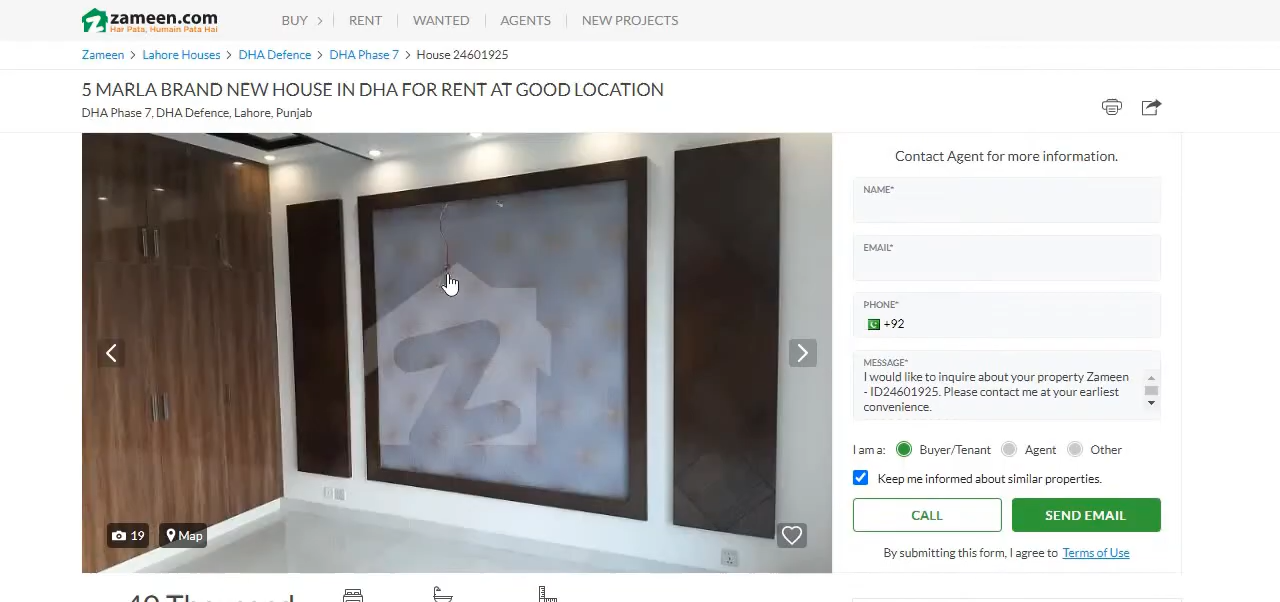 zameen.com
Har Pata, Humain Pata Hai
BUY RENT WANTED AGENTS NEW PROJECTS
Zameen > Lahore Houses > DHA Defence > DHA Phase 7 > House 24601925
5 MARLA BRAND NEW HOUSE IN DHA FOR RENT AT GOOD LOCATION
DHA Phase 7, DHA Defence, Lahore, Punjab
Contact Agent for more information.
NAME*
EMAIL*
PHONE*
+92
MESSAGE*
I would like to inquire about your property Zameen
- ID24601925. Please contact me at your earliest
convenience.
I am a: Buyer/Tenant Agent Other
Keep me informed about similar properties.
CALL SEND EMAIL
By submitting this form, I agree to Terms of Use
19 Map
Thousand